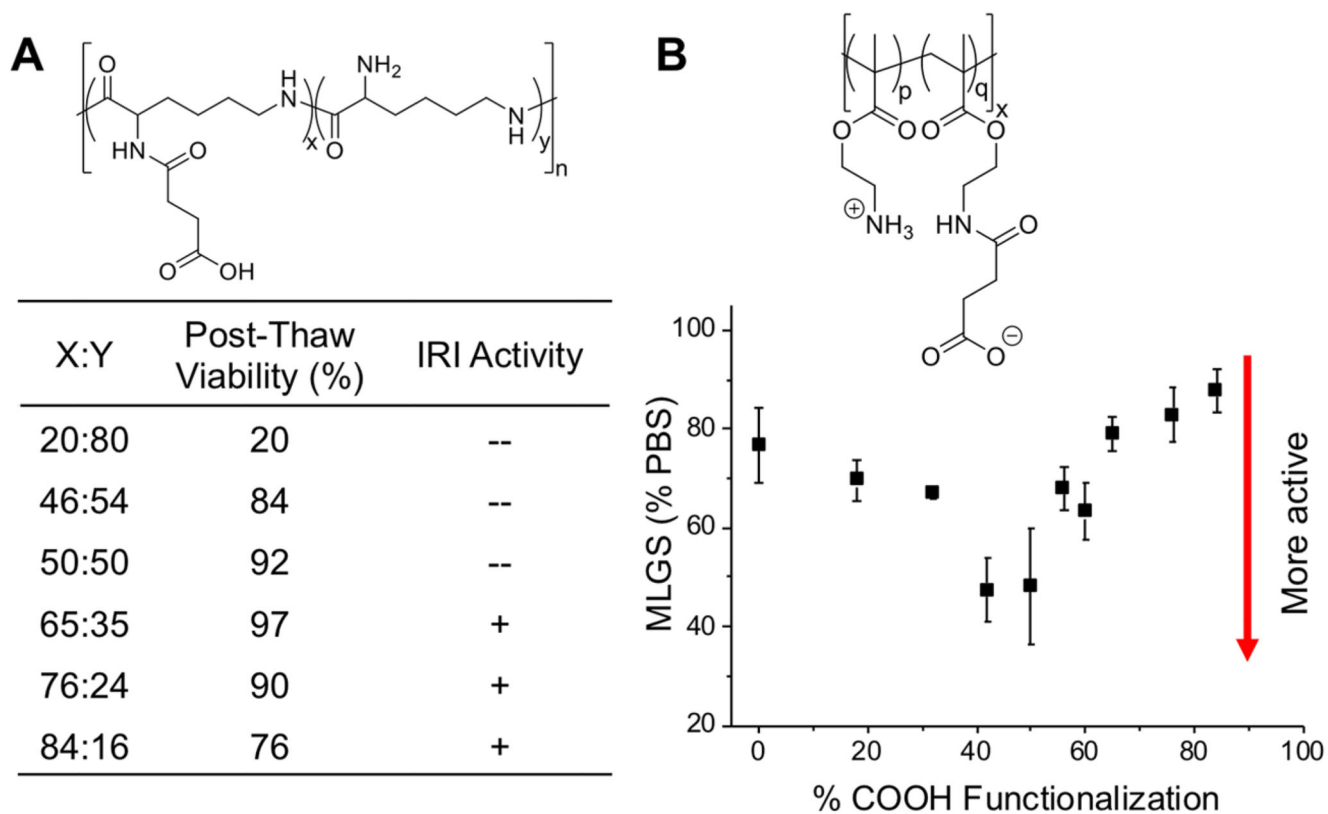 A
O
H
N
NH₂
HN
O
x
O
N
H
y
n
O
OH
X:Y Post-Thaw Viability (%) IRI Activity
20:80 20 --
46:54 84 --
50:50 92 --
65:35 97 +
76:24 90 +
84:16 76 +
B
p
q
x
O
O
O
O
+
NH₃
HN
O
O
O
−
MLGS (% PBS)
100
80
60
40
20
0 20 40 60 80 100
% COOH Functionalization
More active